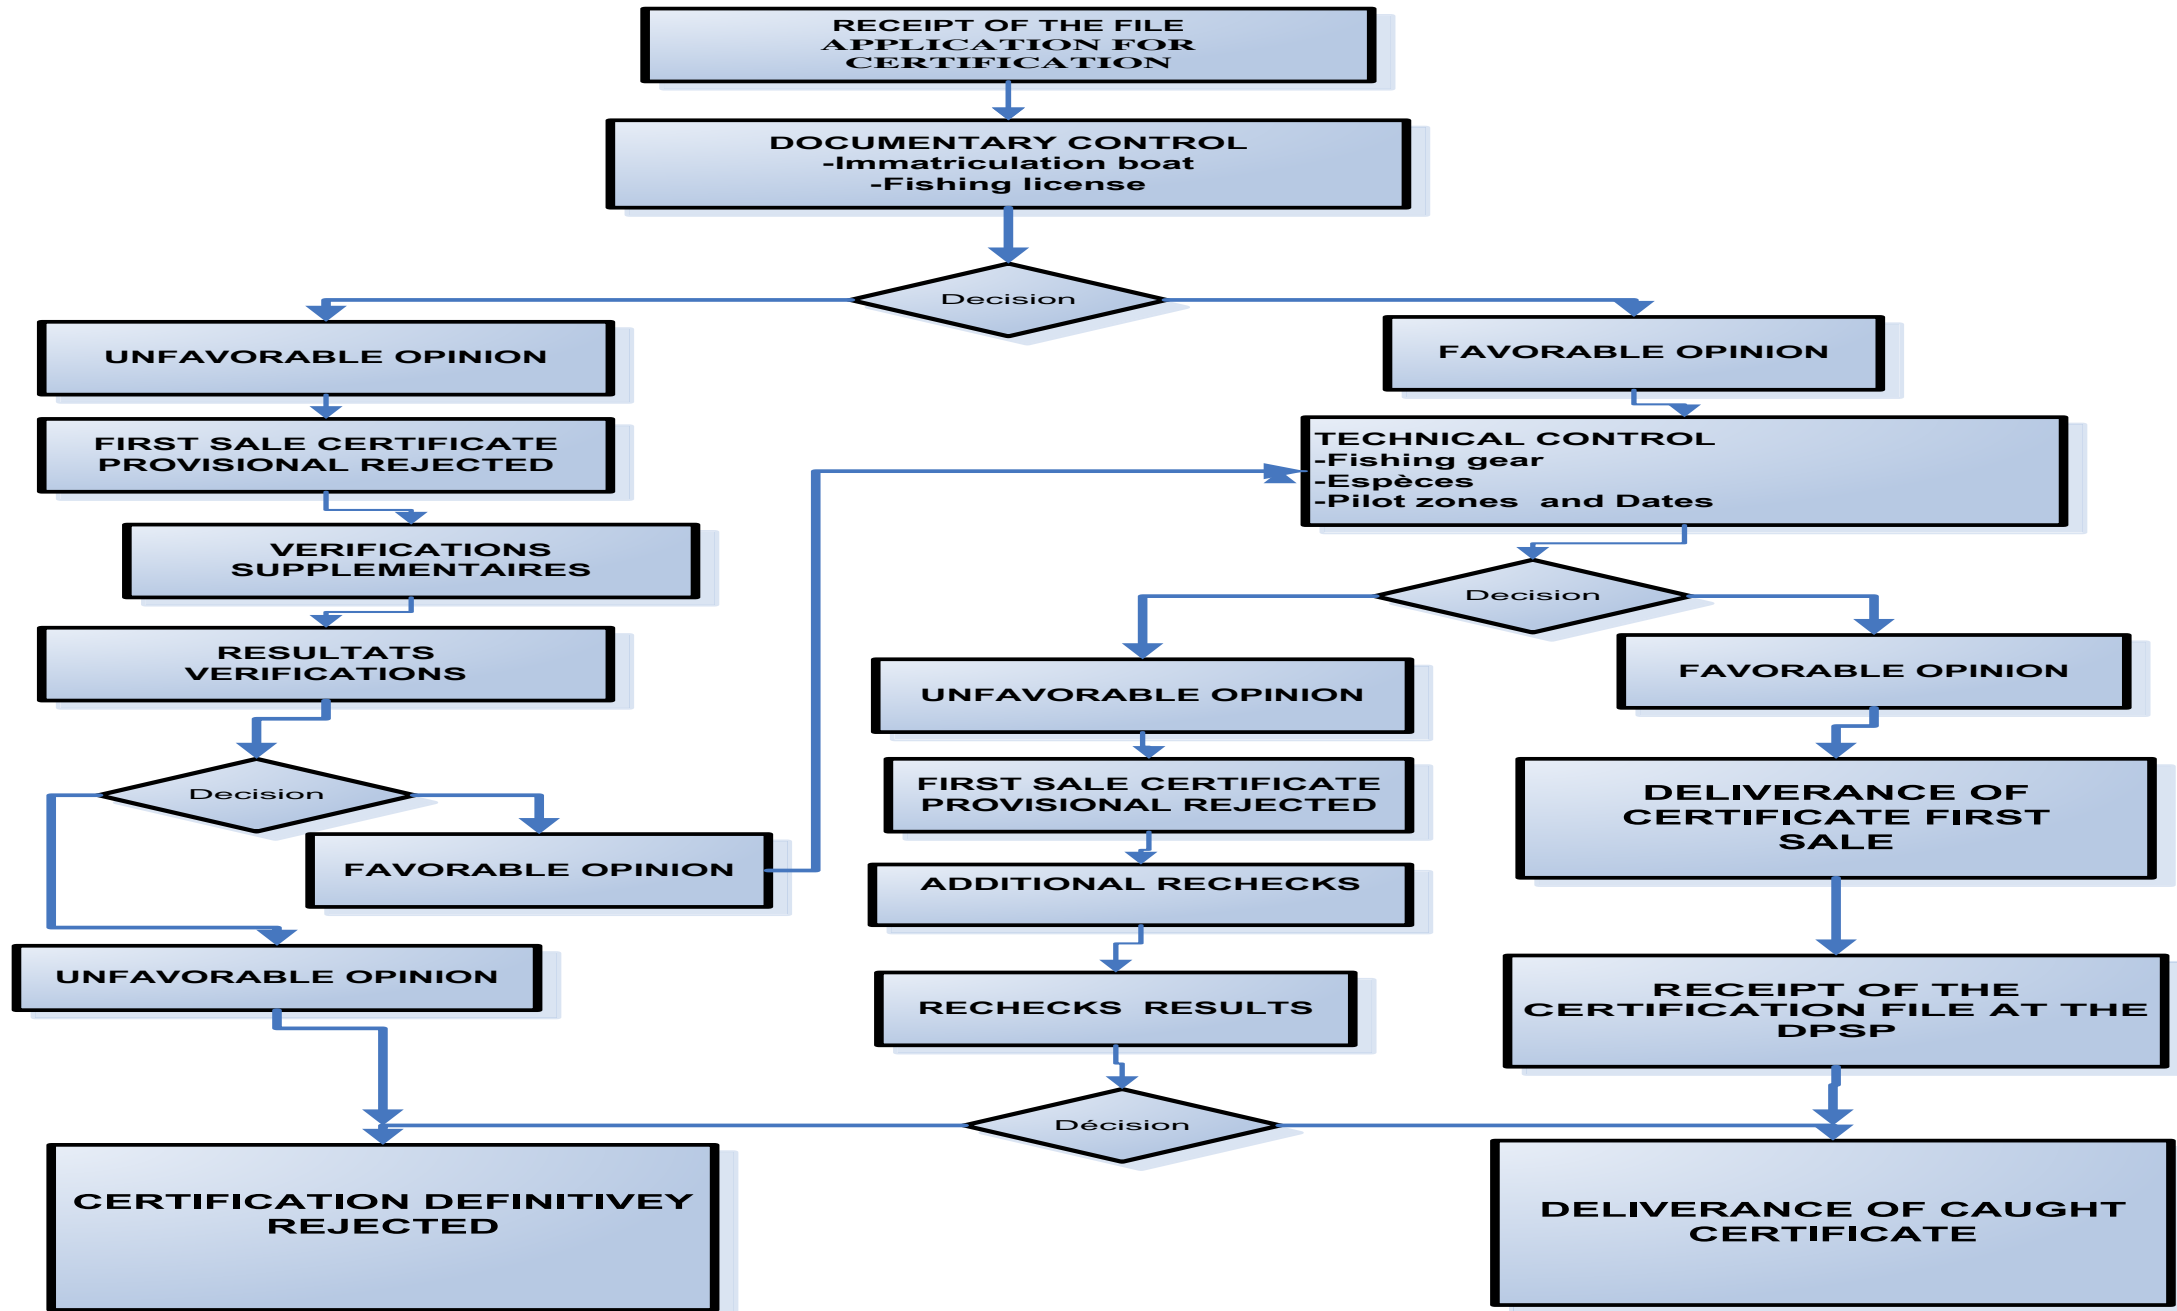 RECEIPT OF THE FILE
APPLICATION FOR
CERTIFICATION
DOCUMENTARY CONTROL
-Immatriculation boat
-Fishing license
Decision
UNFAVORABLE OPINION
FAVORABLE OPINION
FIRST SALE CERTIFICATE
PROVISIONAL REJECTED
TECHNICAL CONTROL
-Fishing gear
-Espèces
-Pilot zones and Dates
VERIFICATIONS
SUPPLEMENTAIRES
Decision
RESULTATS
VERIFICATIONS
UNFAVORABLE OPINION
FAVORABLE OPINION
Decision
FIRST SALE CERTIFICATE
PROVISIONAL REJECTED
DELIVERANCE OF
CERTIFICATE FIRST
SALE
FAVORABLE OPINION
ADDITIONAL RECHECKS
UNFAVORABLE OPINION
RECHECKS RESULTS
RECEIPT OF THE
CERTIFICATION FILE AT THE
DPSP
Décision
CERTIFICATION DEFINITIVEY
REJECTED
DELIVERANCE OF CAUGHT
CERTIFICATE